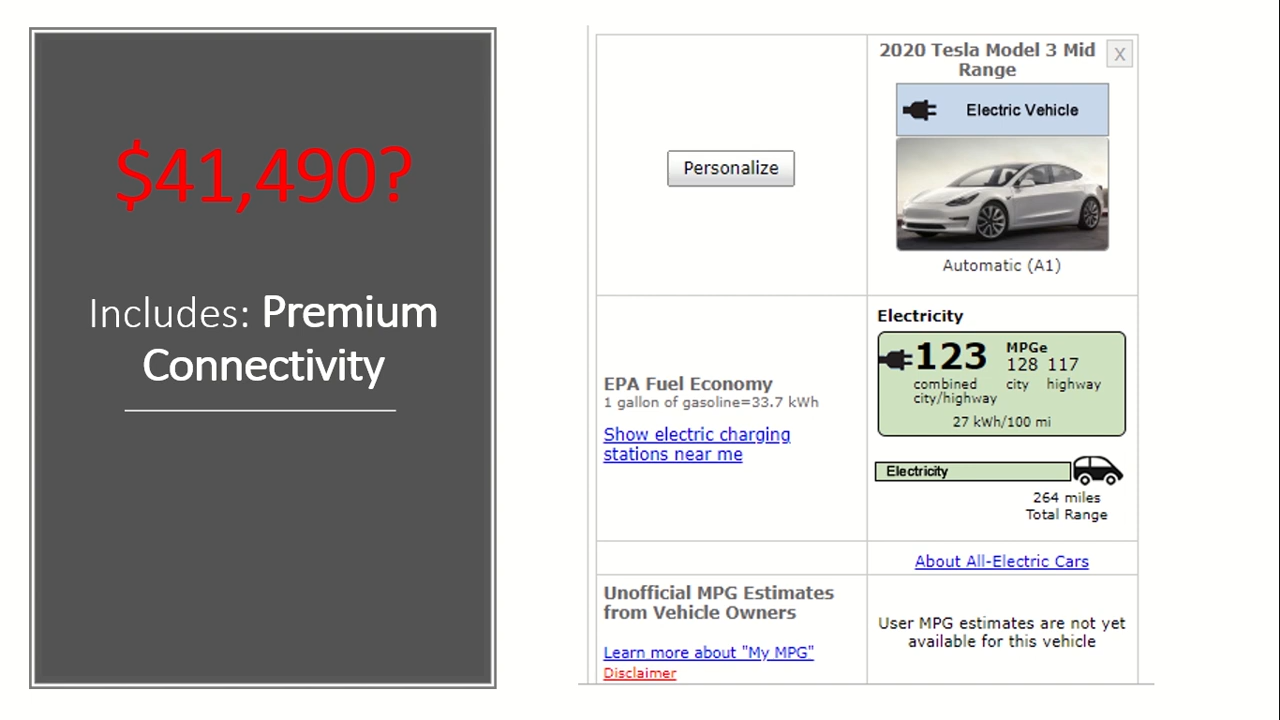 $41,490?
Includes: Premium
Connectivity
2020 Tesla Model 3 Mid
Range
X
Electric Vehicle
Personalize
Automatic (A1)
Electricity
123
MPGe
128 117
combined
city/highway
city highway
27 kWh/100 mi
EPA Fuel Economy
1 gallon of gasoline=33.7 kWh
Show electric charging
stations near me
Electricity
264 miles
Total Range
About All-Electric Cars
Unofficial MPG Estimates
from Vehicle Owners
Learn more about "My MPG"
Disclaimer
User MPG estimates are not yet
available for this vehicle